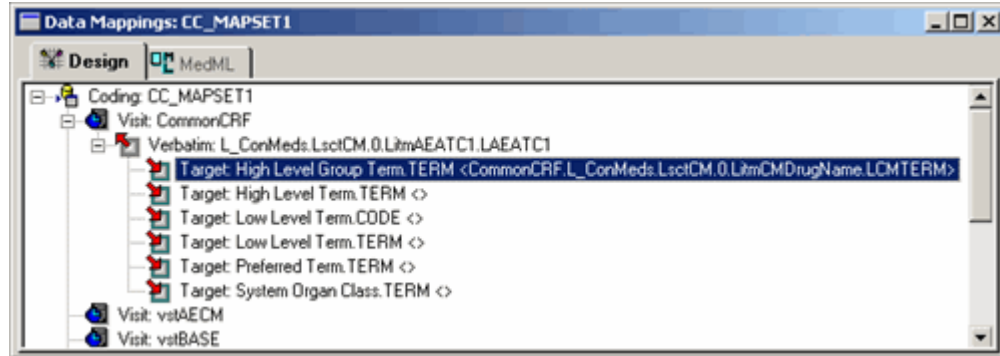 Data Mappings: CC_MAPSET1
Design MedML
Coding: CC_MAPSET1
Visit: CommonCRF
Verbatim: L_ConMeds.LsctCM.0.LitmAEATC1.LAEATC1
Target: High Level Group Term.TERM <CommonCRF.L_ConMeds.LsctCM.0.LitmCMDrugName.LCMTERM>
Target: High Level Term.TERM <>
Target: Low Level Term.CODE <>
Target: Low Level Term.TERM <>
Target: Preferred Term.TERM <>
Target: System Organ Class.TERM <>
Visit: vstAECM
Visit: vstBASE